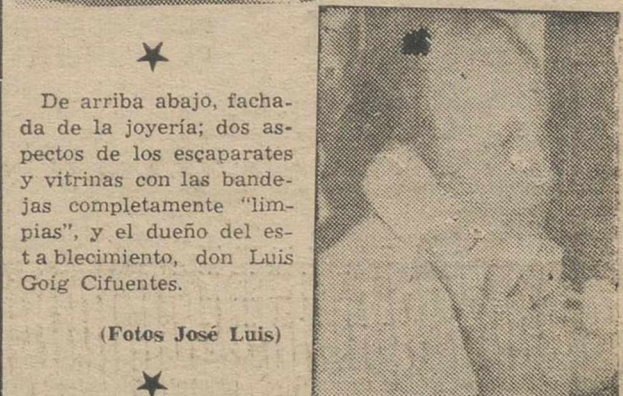 De arriba abajo, facha-
da de la joyería; dos as-
pectos de los escaparates
y vitrinas con las bande-
jas completamente "lim-
pias", y el dueño del es-
ta blecimiento, don Luis
Goig Cifuentes.
(Fotos José Luis)